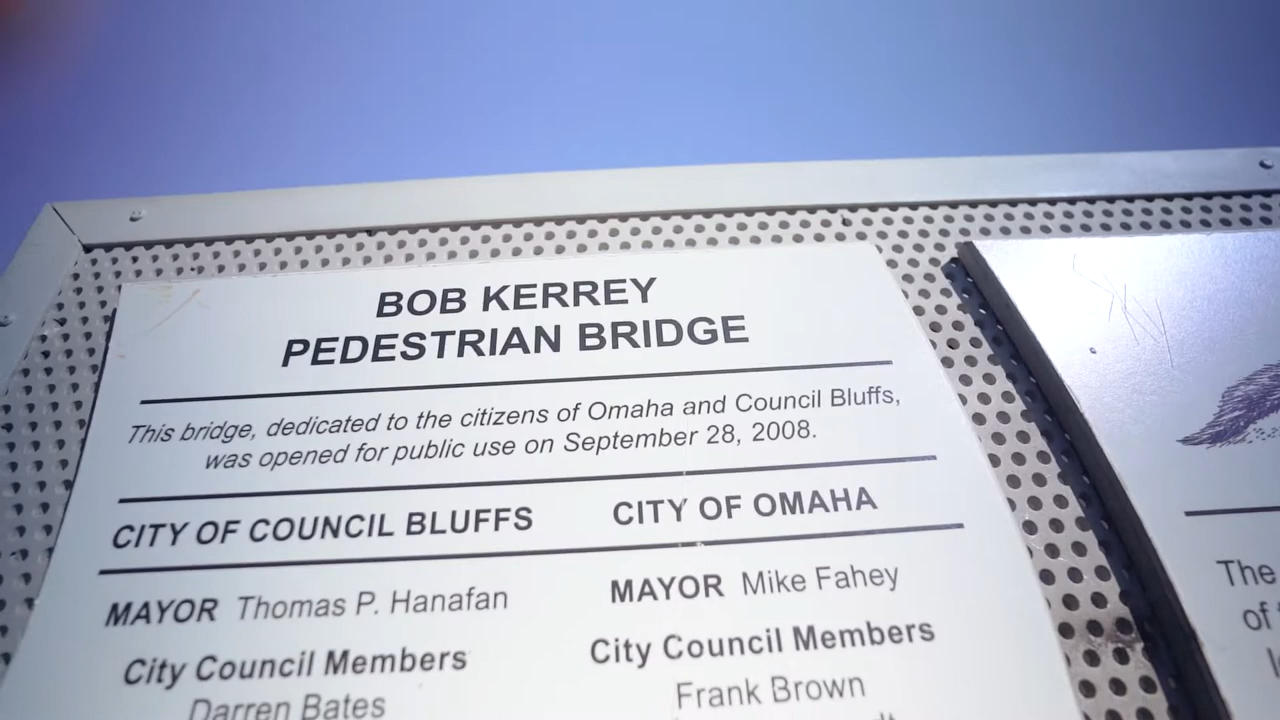 BOB KERREY
PEDESTRIAN BRIDGE
This bridge, dedicated to the citizens of Omaha and Council Bluffs,
was opened for public use on September 28, 2008.
CITY OF COUNCIL BLUFFS
MAYOR Thomas P. Hanafan
City Council Members
Darren Bates
CITY OF OMAHA
MAYOR Mike Fahey
City Council Members
Frank Brown
The
of